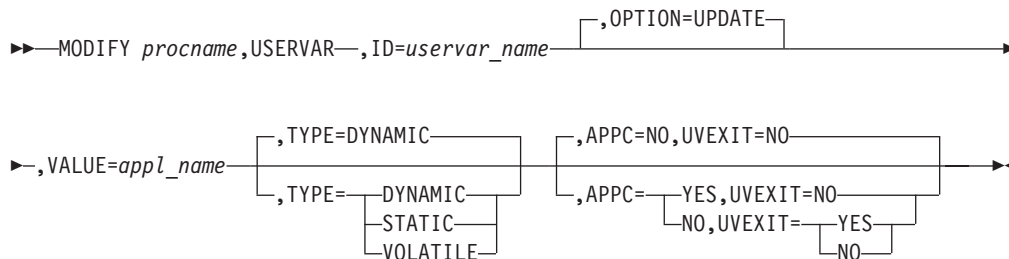 ,OPTION=UPDATE
MODIFY procname,USERVAR ,ID=uservar_name
,TYPE=DYNAMIC ,APPC=NO,UVEXIT=NO
,VALUE=appl_name
,TYPE= DYNAMIC ,APPC= YES,UVEXIT=NO
STATIC NO,UVEXIT= YES
VOLATILE NO